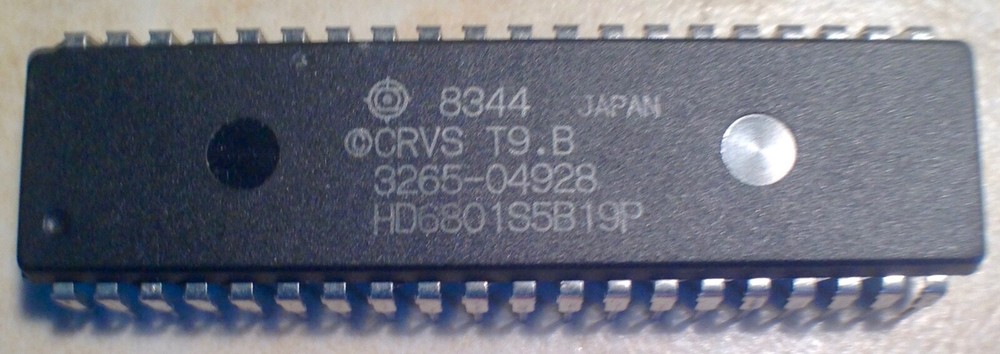 8344 JAPAN
©CRVS T9.B
3265-04928
HD6801S5B19P